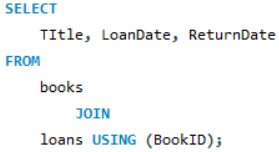 SELECT
TItle, LoanDate, ReturnDate
FROM
books
JOIN
loans USING (BookID);